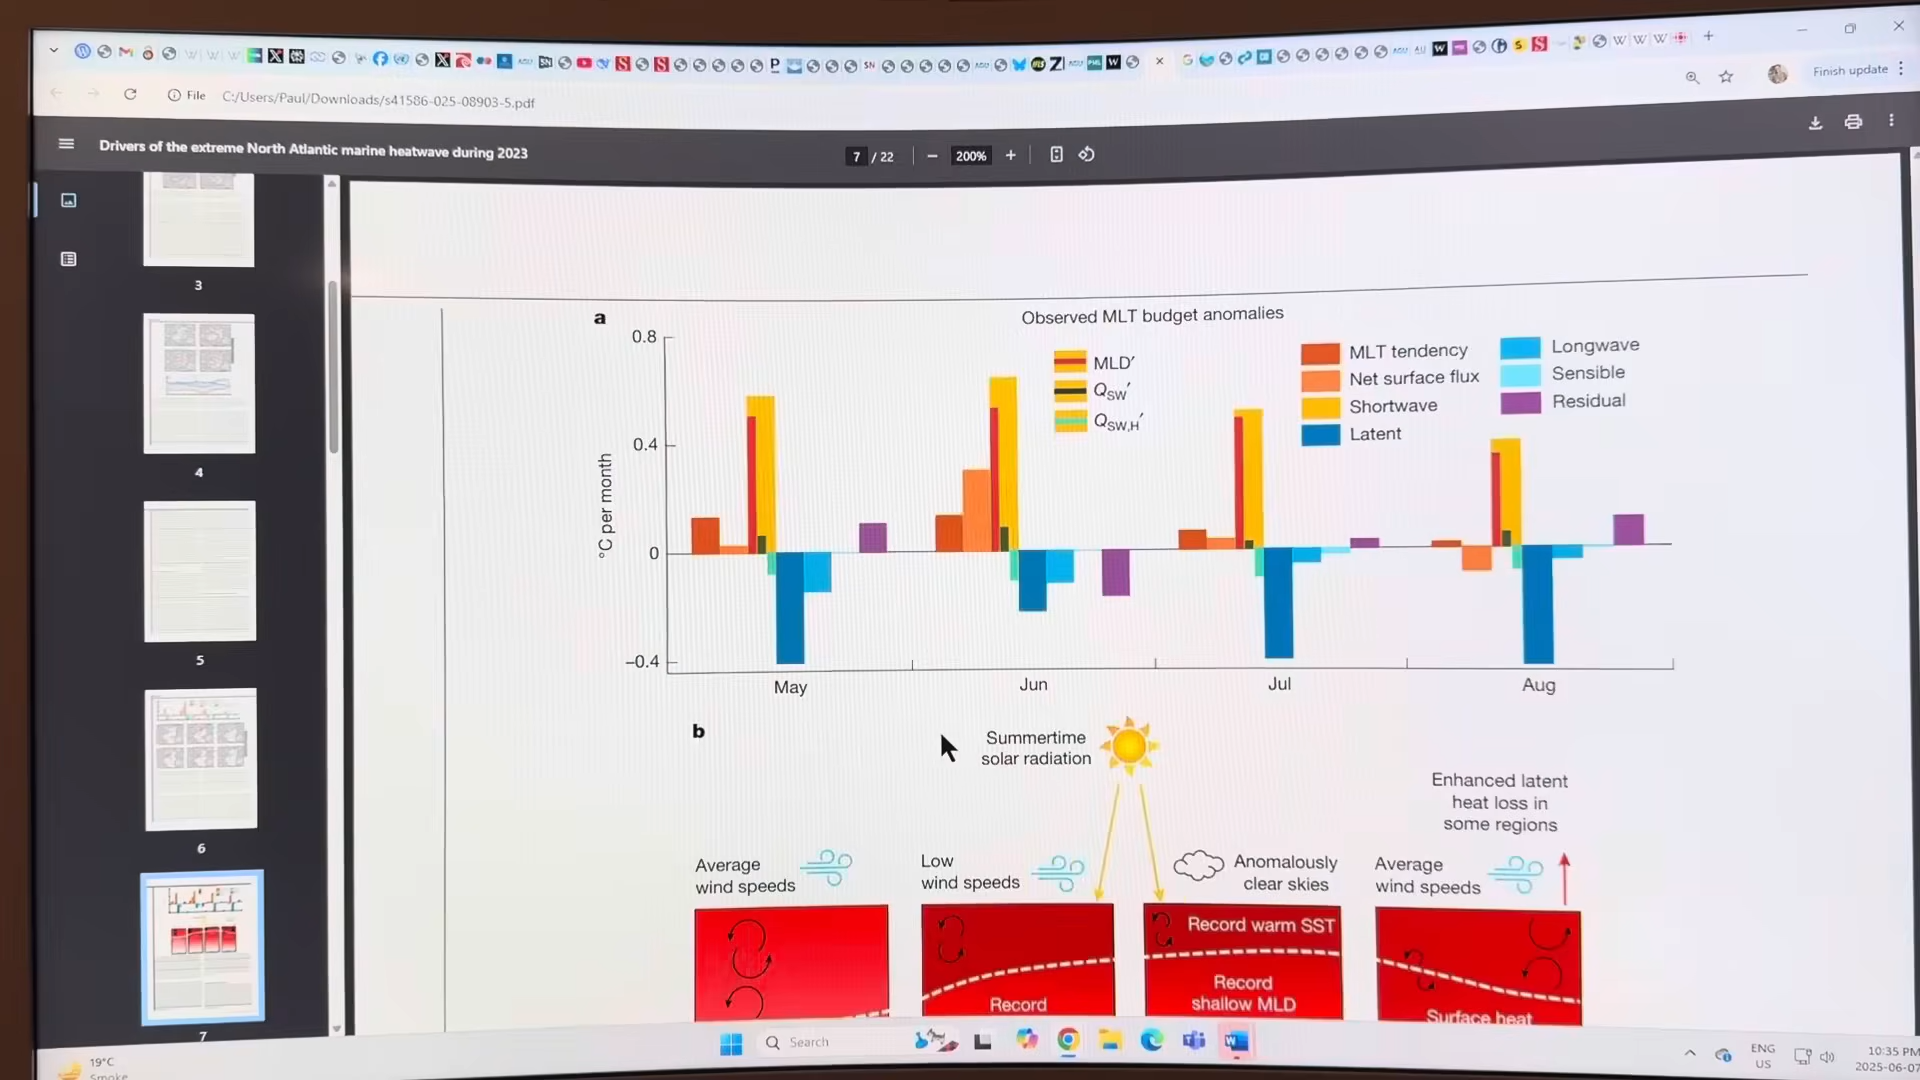 Finish update
File C:/Users/Paul/Downloads/s41586-025-08903-5.pdf
Drivers of the extreme North Atlantic marine heatwave during 2023
7 / 22
200%
3
4
5
6
7
a
Observed MLT budget anomalies
0.8
0.4
0
−0.4
°C per month
MLD′
QSW′
QSW,H′
MLT tendency
Net surface flux
Shortwave
Latent
Longwave
Sensible
Residual
May
Jun
Jul
Aug
b
Summertime
solar radiation
Enhanced latent
heat loss in
some regions
Average
wind speeds
Low
wind speeds
Anomalously
clear skies
Average
wind speeds
Record warm SST
Record
Record
shallow MLD
Surface heat
19°C
Smoke
Search
ENG
US
10:35 PM
2025-06-07